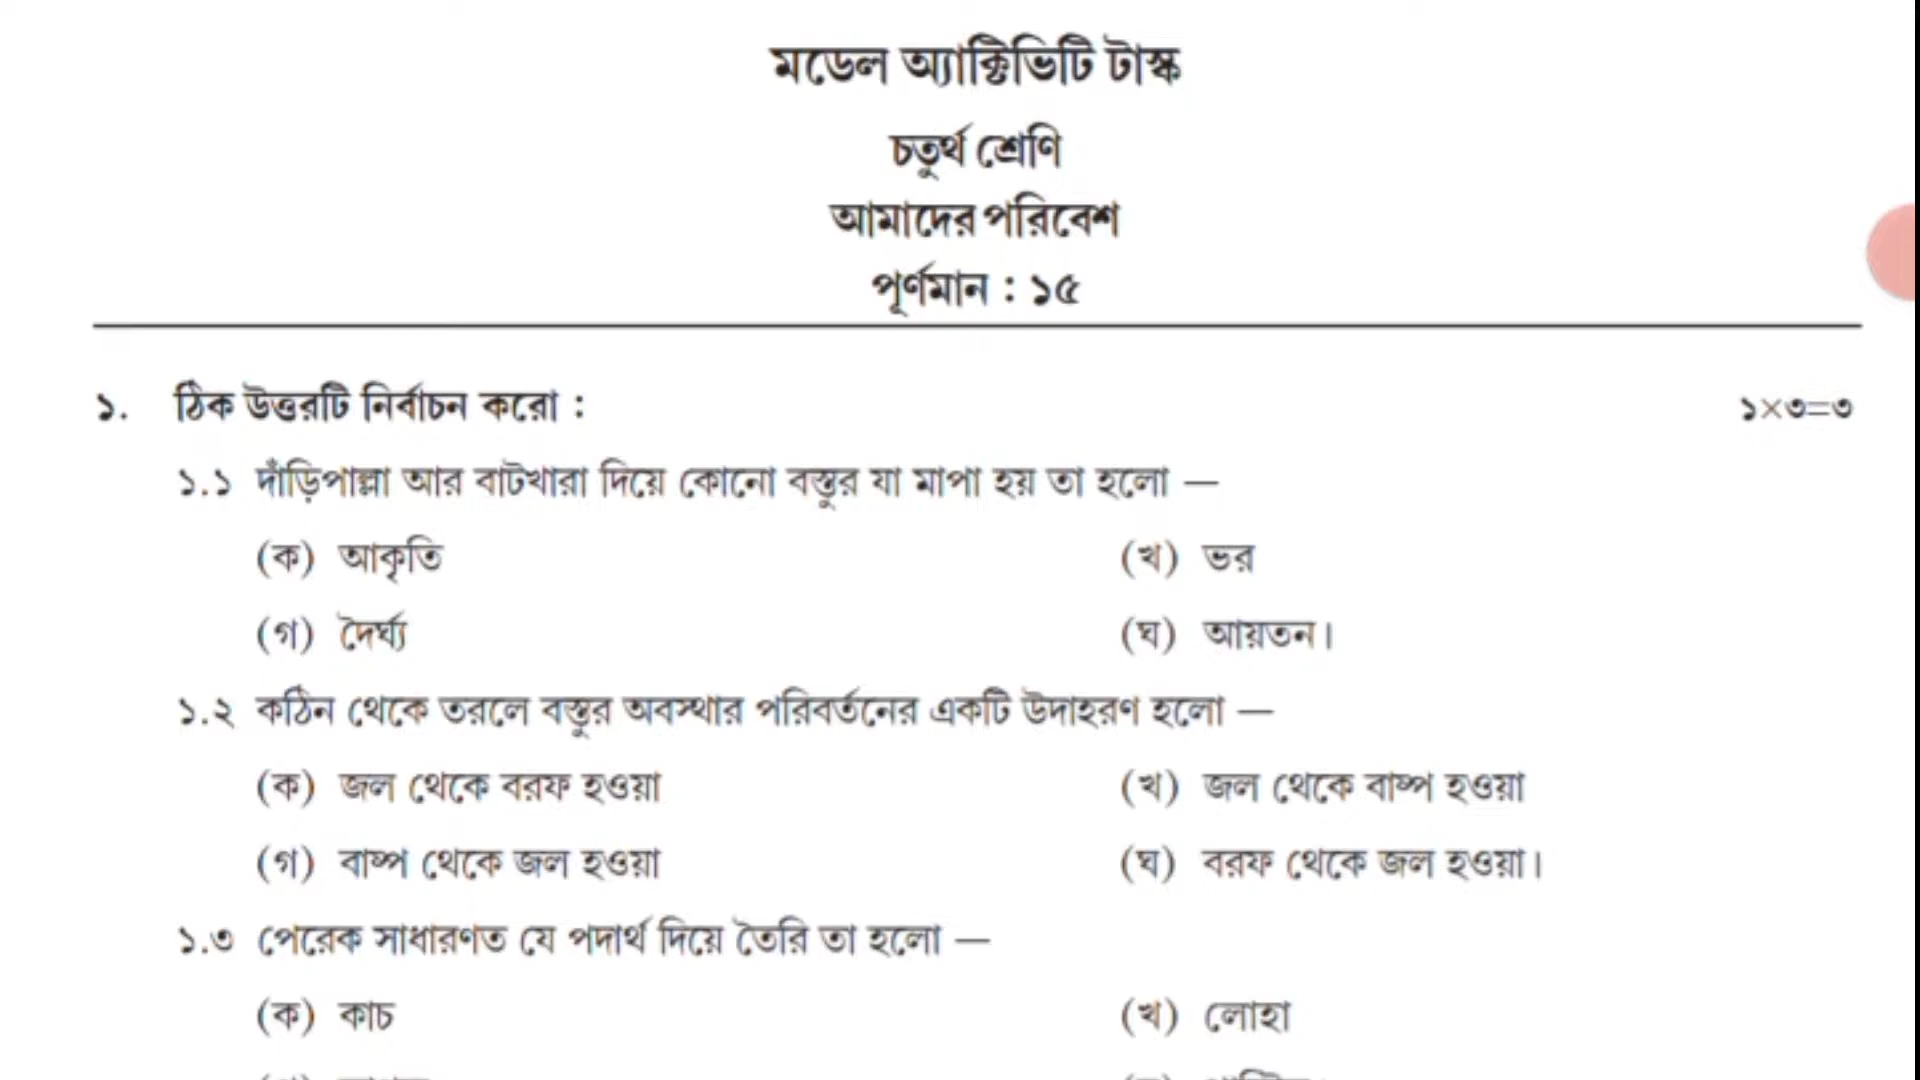 মডেল অ্যাক্টিভিটি টাস্ক
চতুর্থ শ্রেণি
আমাদের পরিবেশ
পূর্ণমান : ১৫
১. ঠিক উত্তরটি নির্বাচন করো : ১×৩=৩
১.১ দাঁড়িপাল্লা আর বাটখারা দিয়ে কোনো বস্তুর যা মাপা হয় তা হলো —
(ক) আকৃতি (খ) ভর
(গ) দৈর্ঘ্য (ঘ) আয়তন।
১.২ কঠিন থেকে তরলে বস্তুর অবস্থার পরিবর্তনের একটি উদাহরণ হলো —
(ক) জল থেকে বরফ হওয়া (খ) জল থেকে বাষ্প হওয়া
(গ) বাষ্প থেকে জল হওয়া (ঘ) বরফ থেকে জল হওয়া।
১.৩ পেরেক সাধারণত যে পদার্থ দিয়ে তৈরি তা হলো —
(ক) কাচ (খ) লোহা